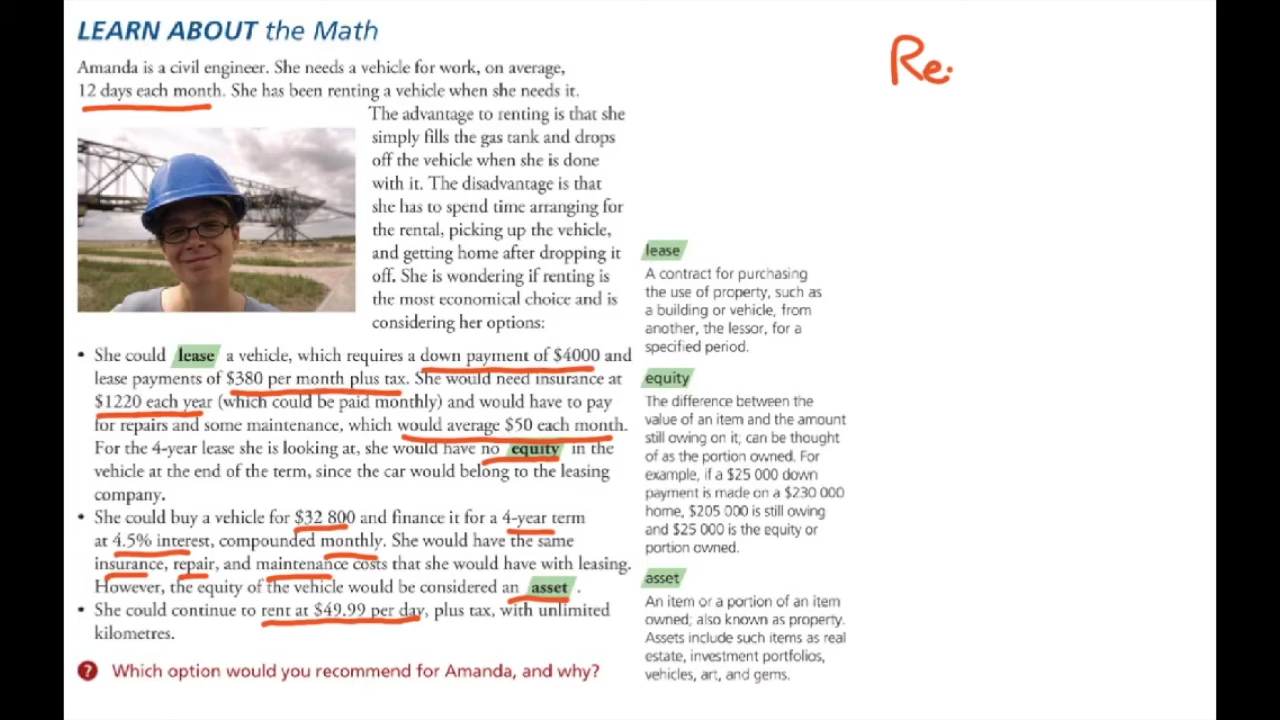 LEARN ABOUT the Math
Amanda is a civil engineer. She needs a vehicle for work, on average,
12 days each month. She has been renting a vehicle when she needs it.
The advantage to renting is that she
simply fills the gas tank and drops
off the vehicle when she is done
with it. The disadvantage is that
she has to spend time arranging for
the rental, picking up the vehicle,
and getting home after dropping it
off. She is wondering if renting is
the most economical choice and is
considering her options:
• She could lease a vehicle, which requires a down payment of $4000 and
lease payments of $380 per month plus tax. She would need insurance at
$1220 each year (which could be paid monthly) and would have to pay
for repairs and some maintenance, which would average $50 each month.
For the 4-year lease she is looking at, she would have no equity in the
vehicle at the end of the term, since the car would belong to the leasing
company.
• She could buy a vehicle for $32 800 and finance it for a 4-year term
at 4.5% interest, compounded monthly. She would have the same
insurance, repair, and maintenance costs that she would have with leasing.
However, the equity of the vehicle would be considered an asset.
• She could continue to rent at $49.99 per day, plus tax, with unlimited
kilometres.
? Which option would you recommend for Amanda, and why?
Re.
lease
A contract for purchasing
the use of property, such as
a building or vehicle, from
another, the lessor, for a
specified period.
equity
The difference between the
value of an item and the amount
still owing on it; can be thought
of as the portion owned. For
example, if a $25 000 down
payment is made on a $230 000
home, $205 000 is still owing
and $25 000 is the equity or
portion owned.
asset
An item or a portion of an item
owned; also known as property.
Assets include such items as real
estate, investment portfolios,
vehicles, art, and gems.